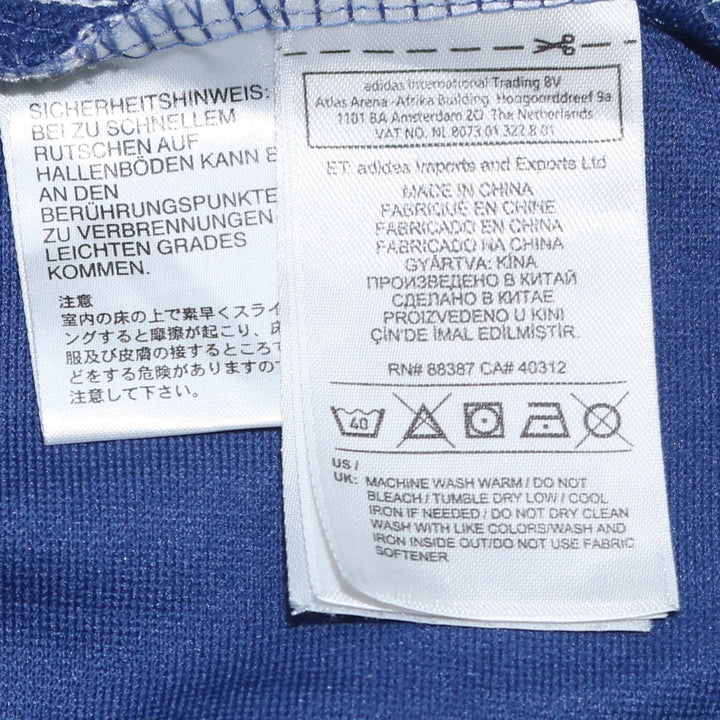 SICHERHEITSHINWEIS:
BEI ZU SCHNELLEM
RUTSCHEN AUF
HALLENBÖDEN KANN E
AN DEN
BERÜHRUNGSPUNKTE
ZU VERBRENNUNGEN
LEICHTEN GRADES
KOMMEN.
注意
室内の床の上で素早くスライ
ングすると摩擦が起こり、床
服及び皮膚の接するところで
どをする危険がありますの
意して下さい。
adidas International Trading BV
Atlas Arena -Afrika Building, Hoogoorddreef 9a
1101 BA Amsterdam ZO The Netherlands
VAT NO. NL 8073.01.322.B.01
ET: adidas Imports and Exports Ltd
MADE IN CHINA
FABRIQUÉ EN CHINE
FABRICADO EN CHINA
FABRICADO NA CHINA
GYÁRTVA: KÍNA
ПРОИЗВЕДЕНО В КИТАЙ
СДЕЛАНО В КИТАЕ
PROIZVEDENO U KINI
ÇİN'DE İMAL EDİLMİŞTİR.
RN# 88387 CA# 40312
40
US /
UK: MACHINE WASH WARM / DO NOT
BLEACH / TUMBLE DRY LOW / COOL
IRON IF NEEDED / DO NOT DRY CLEAN
WASH WITH LIKE COLORS/WASH AND
IRON INSIDE OUT/DO NOT USE FABRIC
SOFTENER